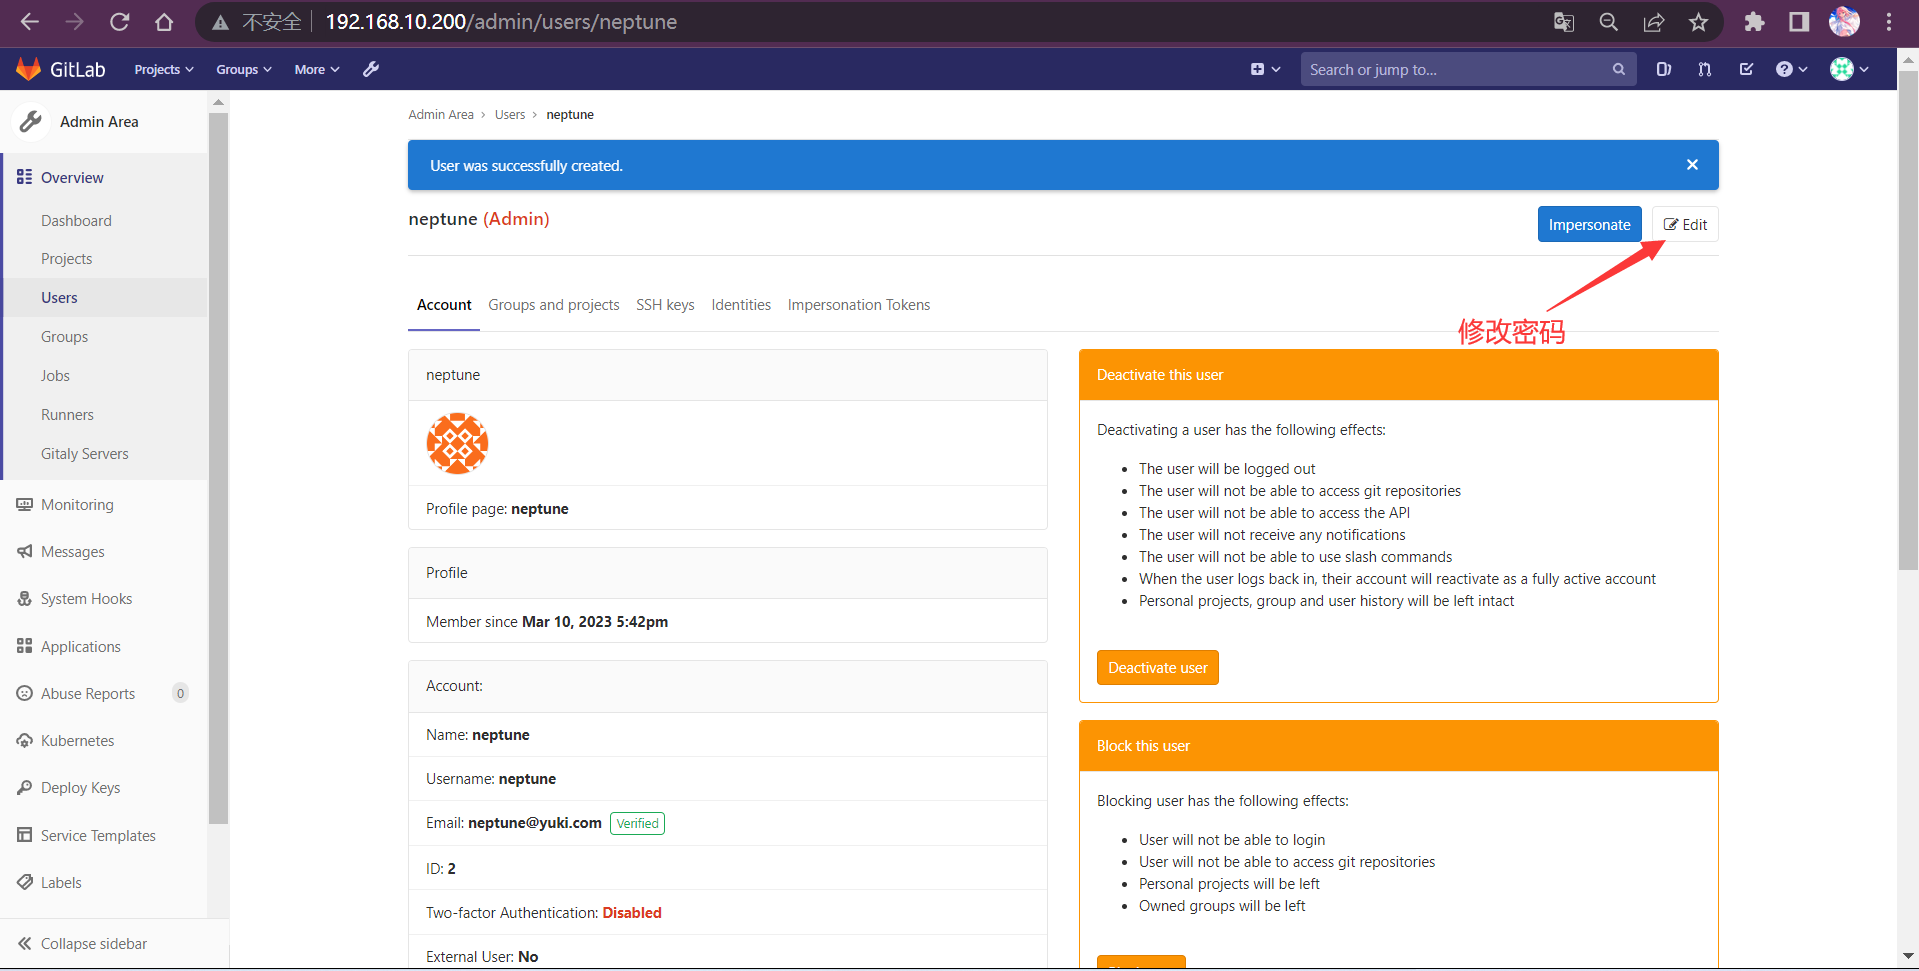 不安全 192.168.10.200/admin/users/neptune
GitLab Projects Groups More Search or jump to...
Admin Area
Overview
Dashboard
Projects
Users
Groups
Jobs
Runners
Gitaly Servers
Monitoring
Messages
System Hooks
Applications
Abuse Reports 0
Kubernetes
Deploy Keys
Service Templates
Labels
Collapse sidebar
Admin Area › Users › neptune
User was successfully created.
neptune (Admin)
Impersonate Edit
修改密码
Account Groups and projects SSH keys Identities Impersonation Tokens
neptune
Profile page: neptune
Profile
Member since Mar 10, 2023 5:42pm
Account:
Name: neptune
Username: neptune
Email: neptune@yuki.com Verified
ID: 2
Two-factor Authentication: Disabled
External User: No
Deactivate this user
Deactivating a user has the following effects:
The user will be logged out
The user will not be able to access git repositories
The user will not be able to access the API
The user will not receive any notifications
The user will not be able to use slash commands
When the user logs back in, their account will reactivate as a fully active account
Personal projects, group and user history will be left intact
Deactivate user
Block this user
Blocking user has the following effects:
User will not be able to login
User will not be able to access git repositories
Personal projects will be left
Owned groups will be left